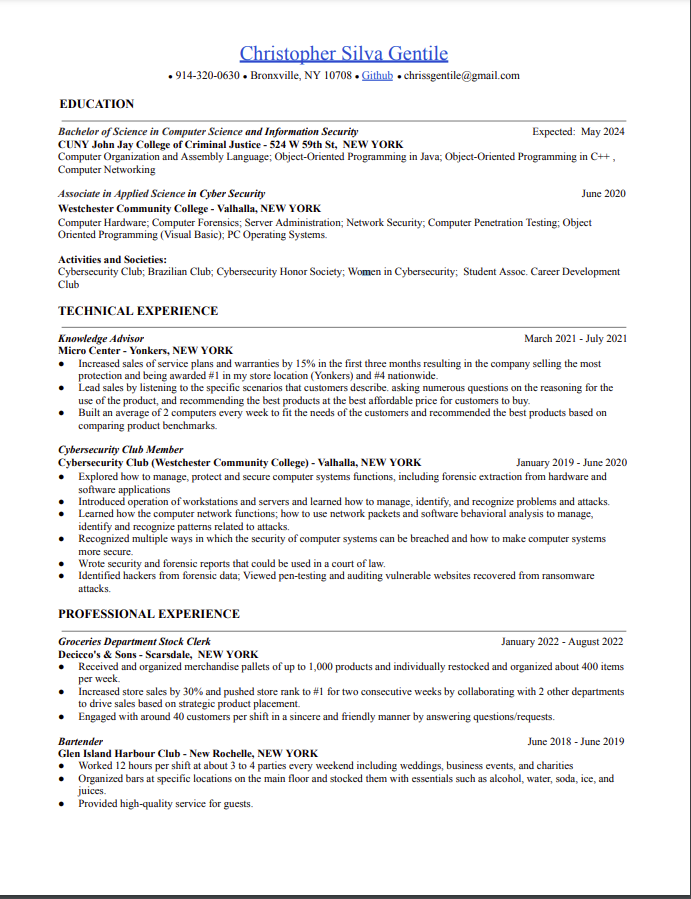 Christopher Silva Gentile
• 914-320-0630 • Bronxville, NY 10708 • Github • chrissgentile@gmail.com
EDUCATION
Bachelor of Science in Computer Science and Information Security Expected: May 2024
CUNY John Jay College of Criminal Justice - 524 W 59th St, NEW YORK
Computer Organization and Assembly Language; Object-Oriented Programming in Java; Object-Oriented Programming in C++ ,
Computer Networking
Associate in Applied Science in Cyber Security June 2020
Westchester Community College - Valhalla, NEW YORK
Computer Hardware; Computer Forensics; Server Administration; Network Security; Computer Penetration Testing; Object
Oriented Programming (Visual Basic); PC Operating Systems.
Activities and Societies:
Cybersecurity Club; Brazilian Club; Cybersecurity Honor Society; Women in Cybersecurity; Student Assoc. Career Development
Club
TECHNICAL EXPERIENCE
Knowledge Advisor March 2021 - July 2021
Micro Center - Yonkers, NEW YORK
● Increased sales of service plans and warranties by 15% in the first three months resulting in the company selling the most
protection and being awarded #1 in my store location (Yonkers) and #4 nationwide.
● Lead sales by listening to the specific scenarios that customers describe. asking numerous questions on the reasoning for the
use of the product, and recommending the best products at the best affordable price for customers to buy.
● Built an average of 2 computers every week to fit the needs of the customers and recommended the best products based on
comparing product benchmarks.
Cybersecurity Club Member
Cybersecurity Club (Westchester Community College) - Valhalla, NEW YORK January 2019 - June 2020
● Explored how to manage, protect and secure computer systems functions, including forensic extraction from hardware and
software applications
● Introduced operation of workstations and servers and learned how to manage, identify, and recognize problems and attacks.
● Learned how the computer network functions; how to use network packets and software behavioral analysis to manage,
identify and recognize patterns related to attacks.
● Recognized multiple ways in which the security of computer systems can be breached and how to make computer systems
more secure.
● Wrote security and forensic reports that could be used in a court of law.
● Identified hackers from forensic data; Viewed pen-testing and auditing vulnerable websites recovered from ransomware
attacks.
PROFESSIONAL EXPERIENCE
Groceries Department Stock Clerk January 2022 - August 2022
Decicco's & Sons - Scarsdale, NEW YORK
● Received and organized merchandise pallets of up to 1,000 products and individually restocked and organized about 400 items
per week.
● Increased store sales by 30% and pushed store rank to #1 for two consecutive weeks by collaborating with 2 other departments
to drive sales based on strategic product placement.
● Engaged with around 40 customers per shift in a sincere and friendly manner by answering questions/requests.
Bartender June 2018 - June 2019
Glen Island Harbour Club - New Rochelle, NEW YORK
● Worked 12 hours per shift at about 3 to 4 parties every weekend including weddings, business events, and charities
● Organized bars at specific locations on the main floor and stocked them with essentials such as alcohol, water, soda, ice, and
juices.
● Provided high-quality service for guests.